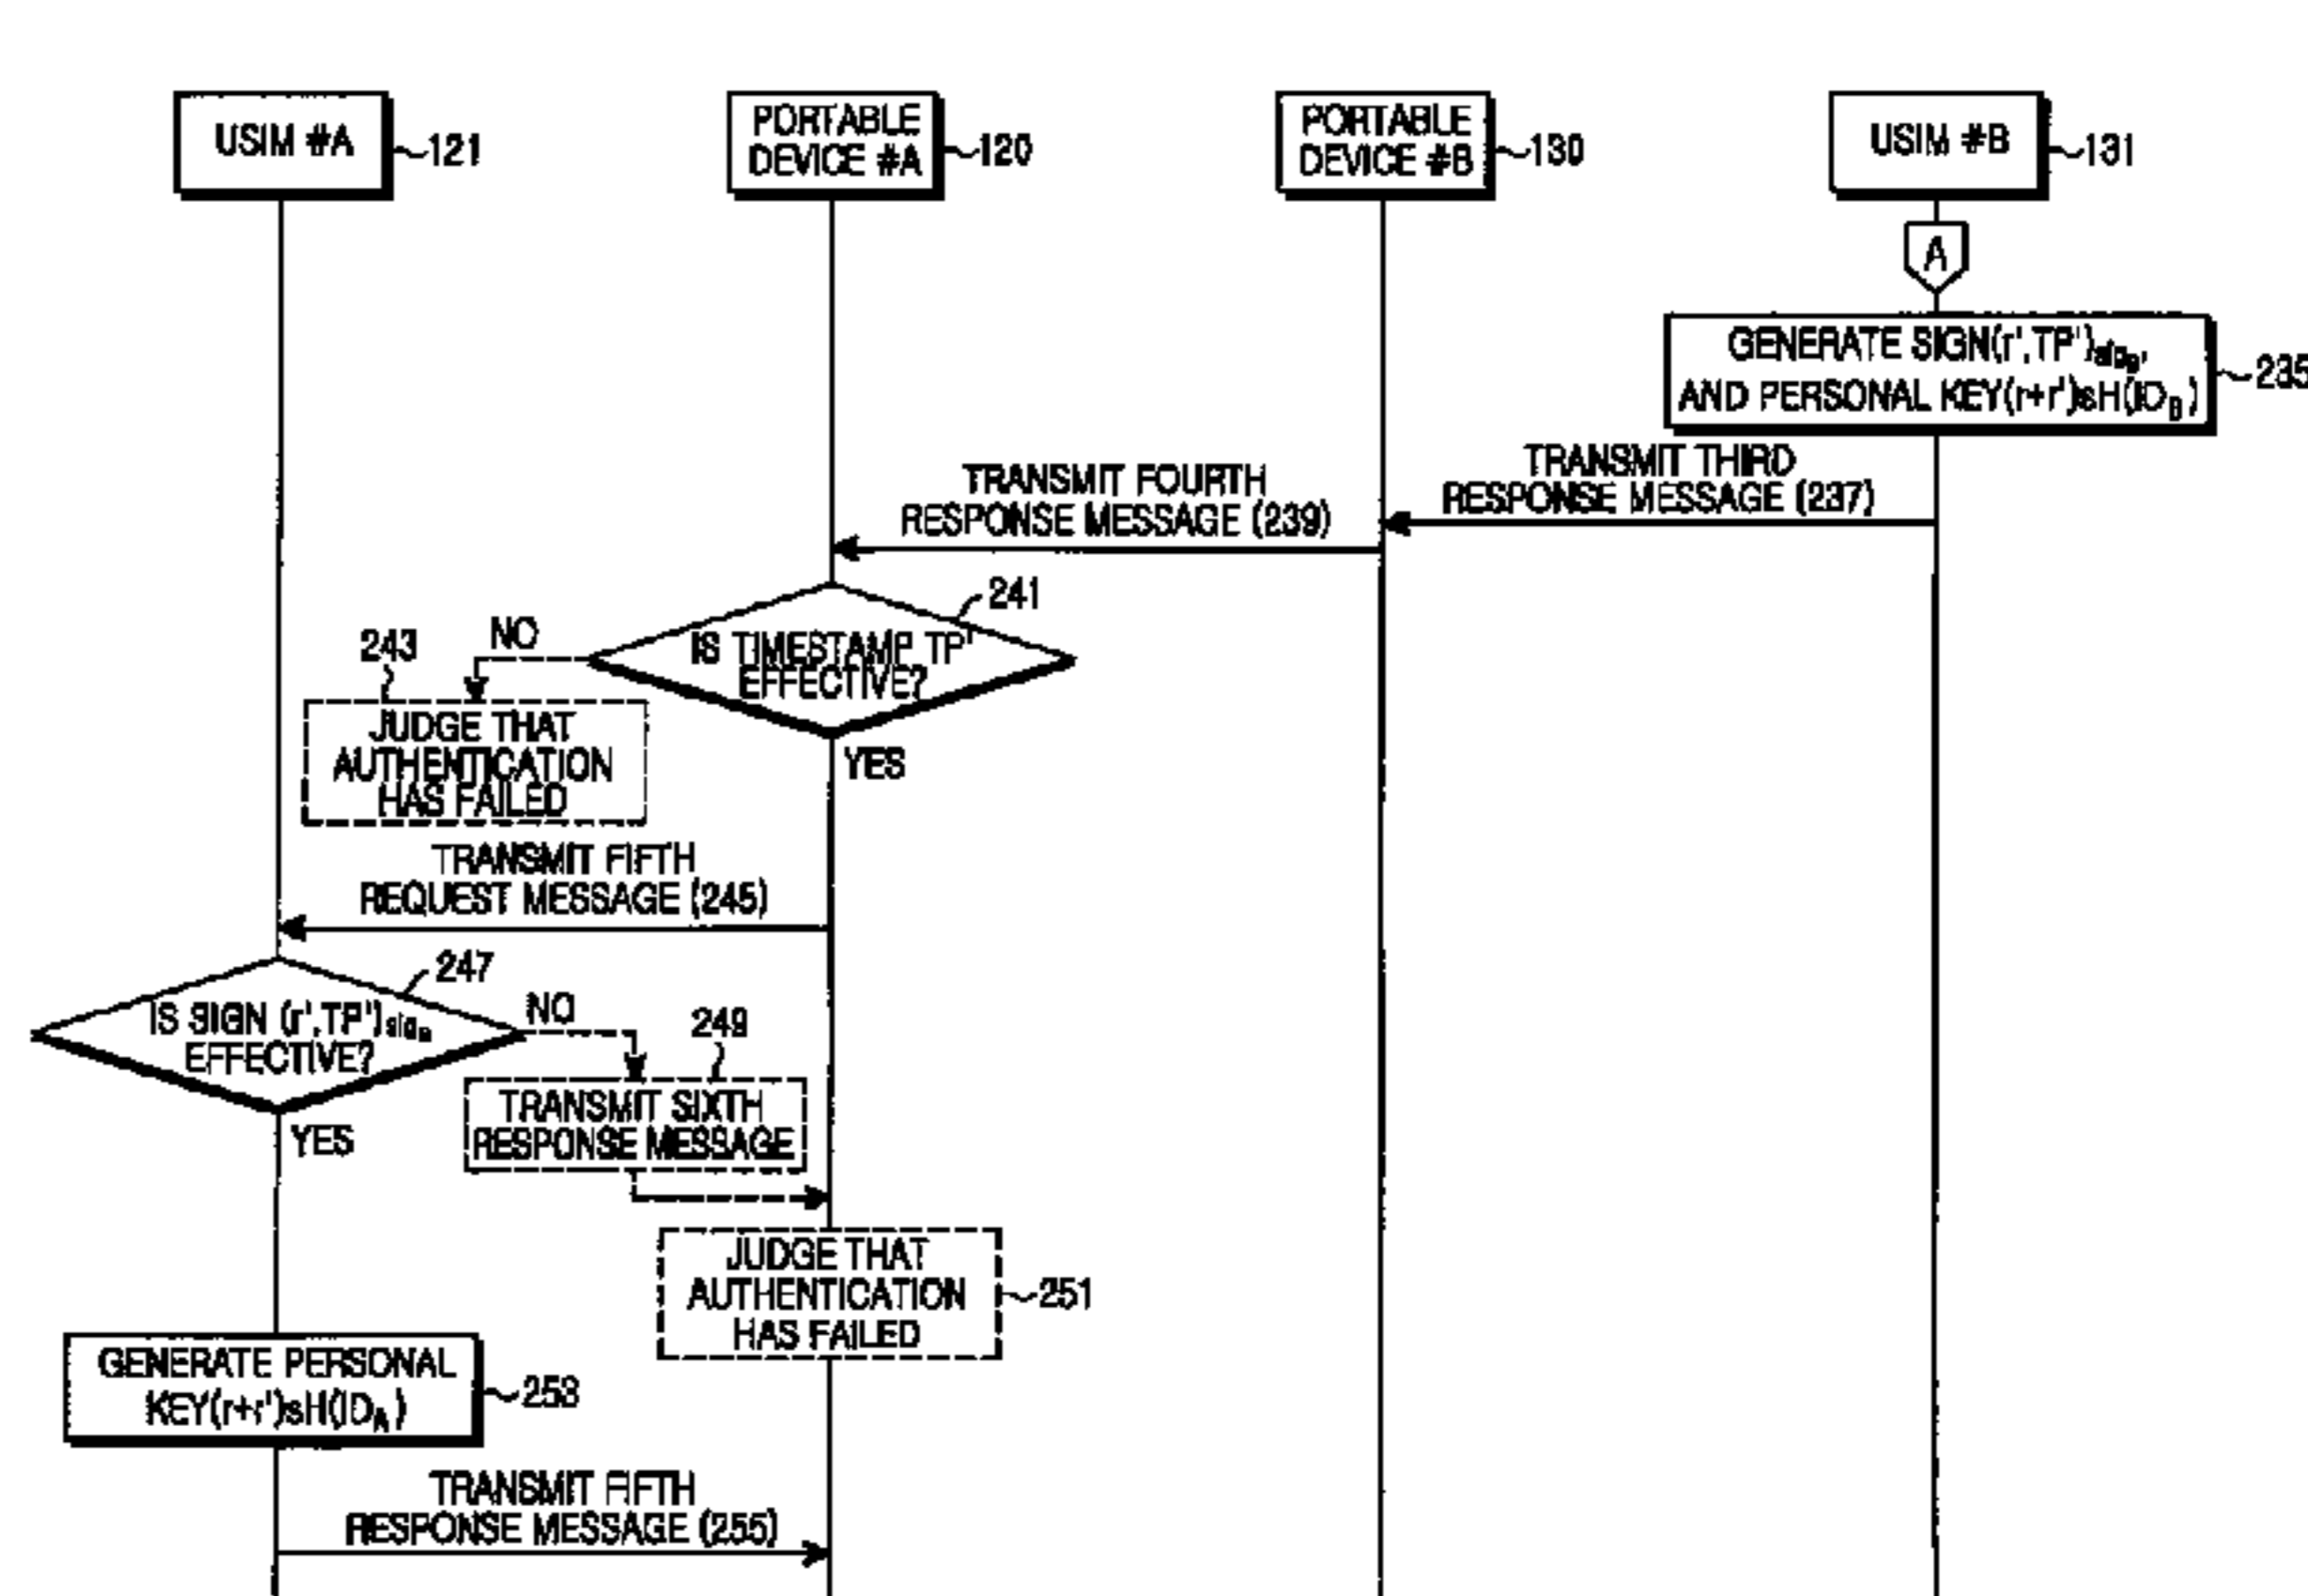 USIM #A
121
PORTABLE
DEVICE #A
120
PORTABLE
DEVICE #B
130
USIM #B
131
A
GENERATE SIGN(r',TP')sigB,
AND PERSONAL KEY(r+r')sH(IDB)
235
TRANSMIT THIRD
RESPONSE MESSAGE (237)
TRANSMIT FOURTH
RESPONSE MESSAGE (239)
241
IS TIMESTAMP TP'
EFFECTIVE?
NO
243
JUDGE THAT
AUTHENTICATION
HAS FAILED
YES
TRANSMIT FIFTH
REQUEST MESSAGE (245)
247
IS SIGN (r',TP')sigB
EFFECTIVE?
NO
249
TRANSMIT SIXTH
RESPONSE MESSAGE
YES
JUDGE THAT
AUTHENTICATION
HAS FAILED
251
GENERATE PERSONAL
KEY(r+r')sH(IDA)
253
TRANSMIT FIFTH
RESPONSE MESSAGE (255)